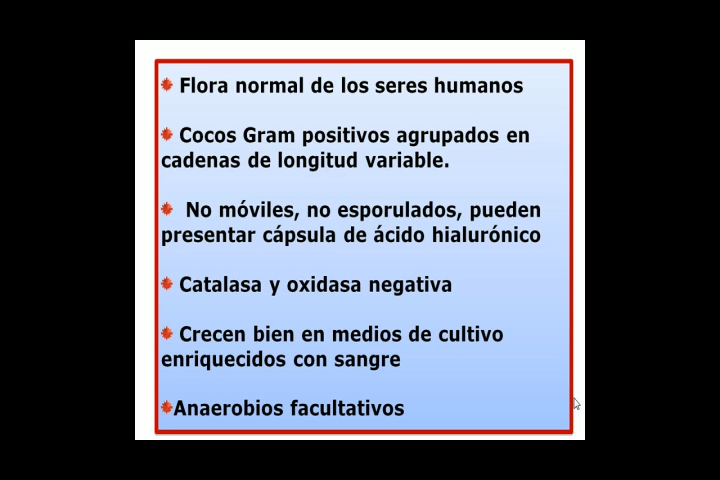 Flora normal de los seres humanos
Cocos Gram positivos agrupados en
cadenas de longitud variable.
No móviles, no esporulados, pueden
presentar cápsula de ácido hialurónico
Catalasa y oxidasa negativa
Crecen bien en medios de cultivo
enriquecidos con sangre
Anaerobios facultativos